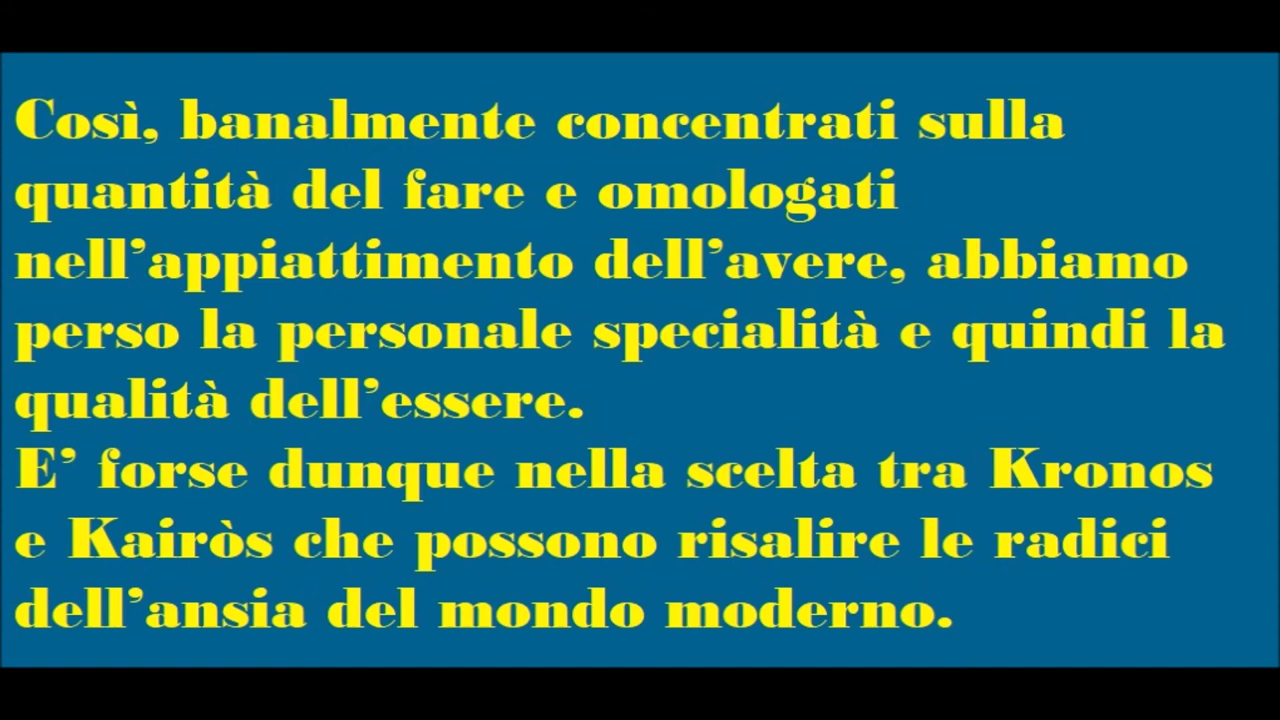 Così, banalmente concentrati sulla
quantità del fare e omologati
nell’appiattimento dell’avere, abbiamo
perso la personale specialità e quindi la
qualità dell’essere.
E’ forse dunque nella scelta tra Kronos
e Kairòs che possono risalire le radici
dell’ansia del mondo moderno.